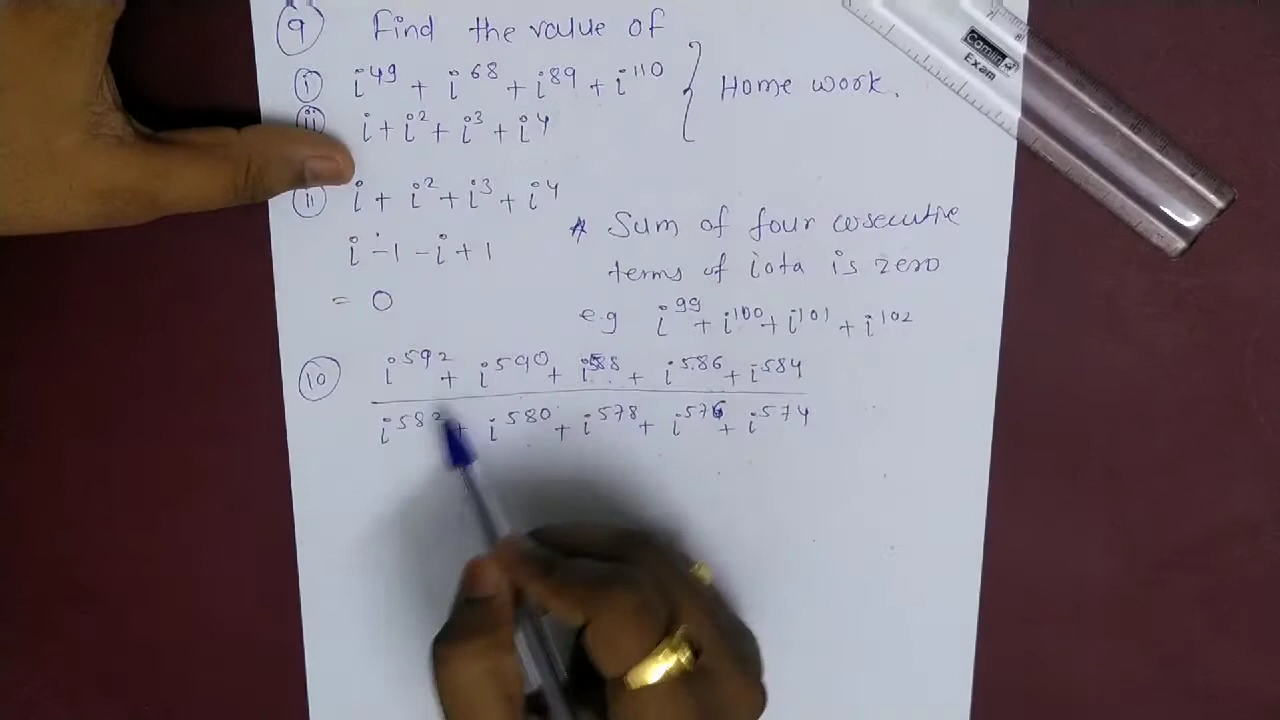 9 Find the value of
i) i^49 + i^68 + i^89 + i^110 } Home work.
ii) i + i^2 + i^3 + i^4
ii) i + i^2 + i^3 + i^4
i - 1 - i + 1
= 0
* Sum of four cosecutive
terms of iota is zero
e.g i^99 + i^100 + i^101 + i^102
10 i^592 + i^590 + i^588 + i^586 + i^584
i^582 + i^580 + i^578 + i^576 + i^574
Camlin
Exam